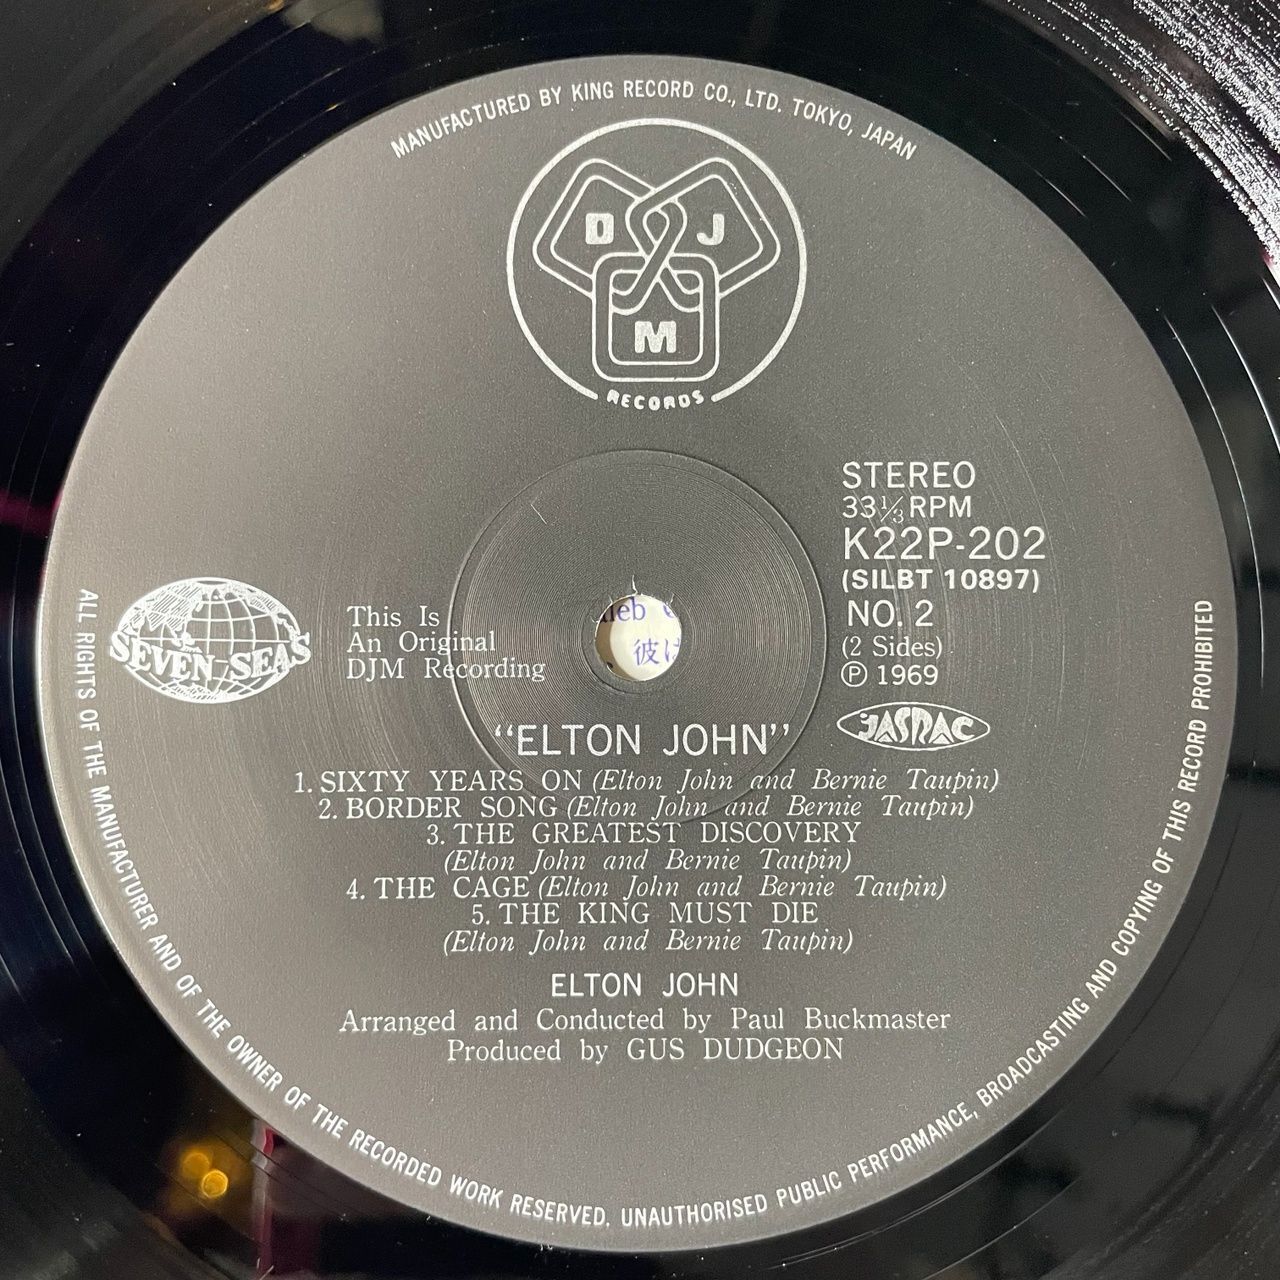 MANUFACTURED BY KING RECORD CO., LTD. TOKYO, JAPAN
D J
M
RECORDS
STEREO
33⅓ RPM
K22P-202
(SILBT 10897)
NO. 2
(2 Sides)
Ⓟ 1969
JASRAC
SEVEN SEAS
This Is
An Original
DJM Recording
彼は
“ELTON JOHN”
1. SIXTY YEARS ON (Elton John and Bernie Taupin)
2. BORDER SONG (Elton John and Bernie Taupin)
3. THE GREATEST DISCOVERY
(Elton John and Bernie Taupin)
4. THE CAGE (Elton John and Bernie Taupin)
5. THE KING MUST DIE
(Elton John and Bernie Taupin)
ELTON JOHN
Arranged and Conducted by Paul Buckmaster
Produced by GUS DUDGEON
ALL RIGHTS OF THE MANUFACTURER AND OF THE OWNER OF THE RECORDED WORK RESERVED. UNAUTHORISED PUBLIC PERFORMANCE, BROADCASTING AND COPYING OF THIS RECORD PROHIBITED